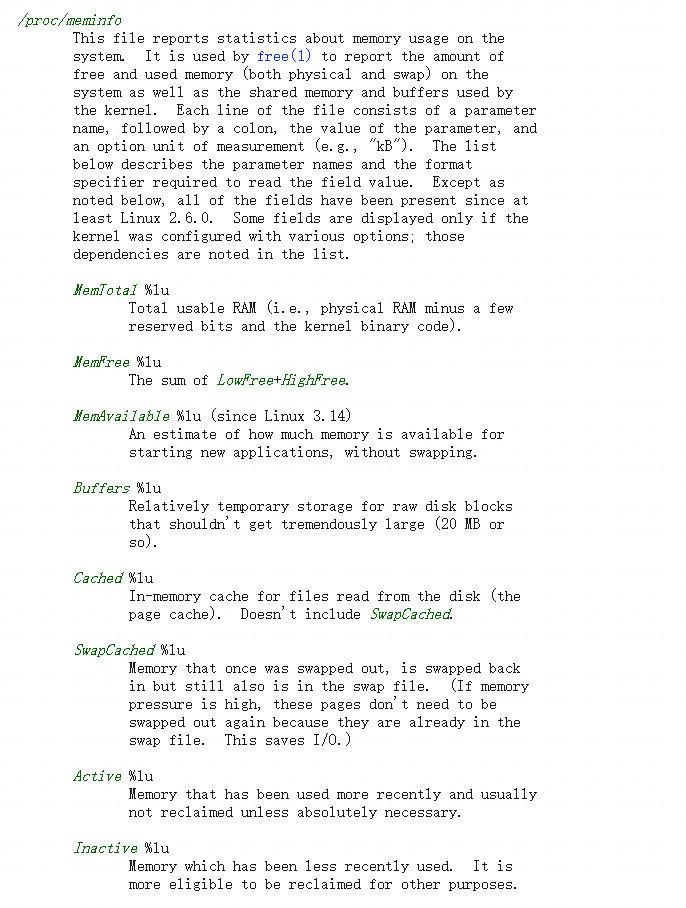 /proc/meminfo
This file reports statistics about memory usage on the
system.  It is used by free(1) to report the amount of
free and used memory (both physical and swap) on the
system as well as the shared memory and buffers used by
the kernel.  Each line of the file consists of a parameter
name, followed by a colon, the value of the parameter, and
an option unit of measurement (e.g., "kB").  The list
below describes the parameter names and the format
specifier required to read the field value.  Except as
noted below, all of the fields have been present since at
least Linux 2.6.0.  Some fields are displayed only if the
kernel was configured with various options; those
dependencies are noted in the list.
MemTotal %lu
Total usable RAM (i.e., physical RAM minus a few
reserved bits and the kernel binary code).
MemFree %lu
The sum of LowFree+HighFree.
MemAvailable %lu (since Linux 3.14)
An estimate of how much memory is available for
starting new applications, without swapping.
Buffers %lu
Relatively temporary storage for raw disk blocks
that shouldn't get tremendously large (20 MB or
so).
Cached %lu
In-memory cache for files read from the disk (the
page cache).  Doesn't include SwapCached.
SwapCached %lu
Memory that once was swapped out, is swapped back
in but still also is in the swap file.  (If memory
pressure is high, these pages don't need to be
swapped out again because they are already in the
swap file.  This saves I/O.)
Active %lu
Memory that has been used more recently and usually
not reclaimed unless absolutely necessary.
Inactive %lu
Memory which has been less recently used.  It is
more eligible to be reclaimed for other purposes.